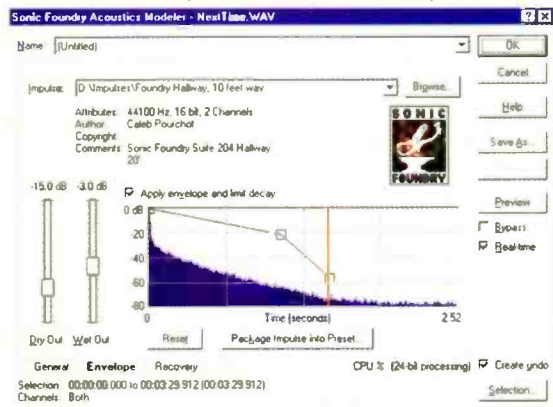 Sonic Foundry Acoustics Modeler - NextTime.WAV
Name: (Untitled)
OK
Cancel
Impulse: D:\Impulses\Foundry Hallway, 10 feet.wav
Browse...
Help
Attributes: 44100 Hz, 16 bit, 2 Channels
Author: Caleb Pourchot
Copyright:
Comments: Sonic Foundry Suite 204 Hallway
20'
SONIC
FOUNDRY
Save As...
-15.0 dB -3.0 dB
Apply envelope and limit decay
Preview
0 dB
-20
-40
-60
-80
Bypass
Real-time
0 Time (seconds) 2.52
Dry Out Wet Out
Reset
Package Impulse into Preset...
General Envelope Recovery
CPU % (24-bit processing)
Create undo
Selection: 00:00:00.000 to 00:03:29.912 (00:03:29.912)
Channels: Both
Selection...